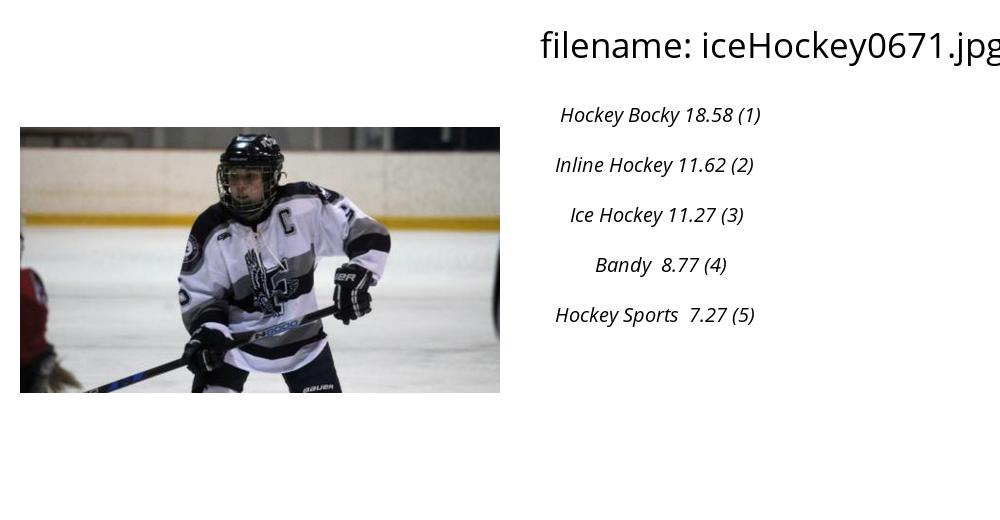 filename: iceHockey0671.jpg
Hockey Bocky 18.58 (1)
Inline Hockey 11.62 (2)
Ice Hockey 11.27 (3)
Bandy 8.77 (4)
Hockey Sports 7.27 (5)
C
BAUER